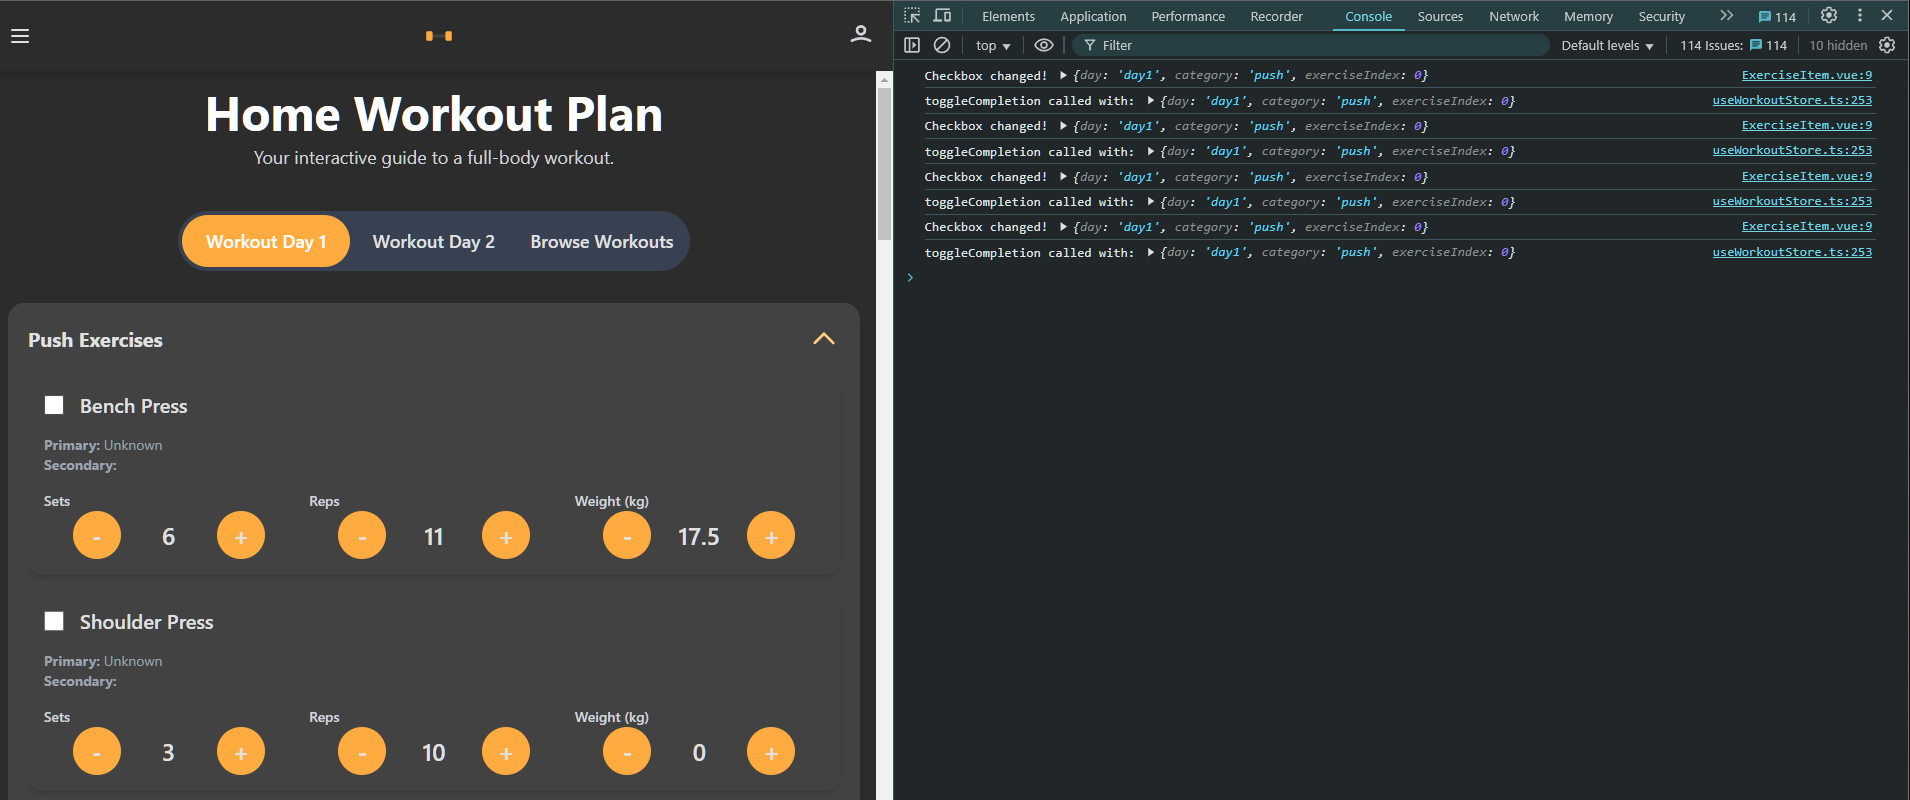 Home Workout Plan
Your interactive guide to a full-body workout.
Workout Day 1 Workout Day 2 Browse Workouts
Push Exercises
Bench Press
Primary: Unknown
Secondary:
Sets Reps Weight (kg)
- 6 + - 11 + - 17.5 +
Shoulder Press
Primary: Unknown
Secondary:
Sets Reps Weight (kg)
- 3 + - 10 + - 0 +
Elements Application Performance Recorder Console Sources Network Memory Security 114
top Filter Default levels 114 Issues: 114 10 hidden
Checkbox changed! {day: 'day1', category: 'push', exerciseIndex: 0} ExerciseItem.vue:9
toggleCompletion called with: {day: 'day1', category: 'push', exerciseIndex: 0} useWorkoutStore.ts:253
Checkbox changed! {day: 'day1', category: 'push', exerciseIndex: 0} ExerciseItem.vue:9
toggleCompletion called with: {day: 'day1', category: 'push', exerciseIndex: 0} useWorkoutStore.ts:253
Checkbox changed! {day: 'day1', category: 'push', exerciseIndex: 0} ExerciseItem.vue:9
toggleCompletion called with: {day: 'day1', category: 'push', exerciseIndex: 0} useWorkoutStore.ts:253
Checkbox changed! {day: 'day1', category: 'push', exerciseIndex: 0} ExerciseItem.vue:9
toggleCompletion called with: {day: 'day1', category: 'push', exerciseIndex: 0} useWorkoutStore.ts:253